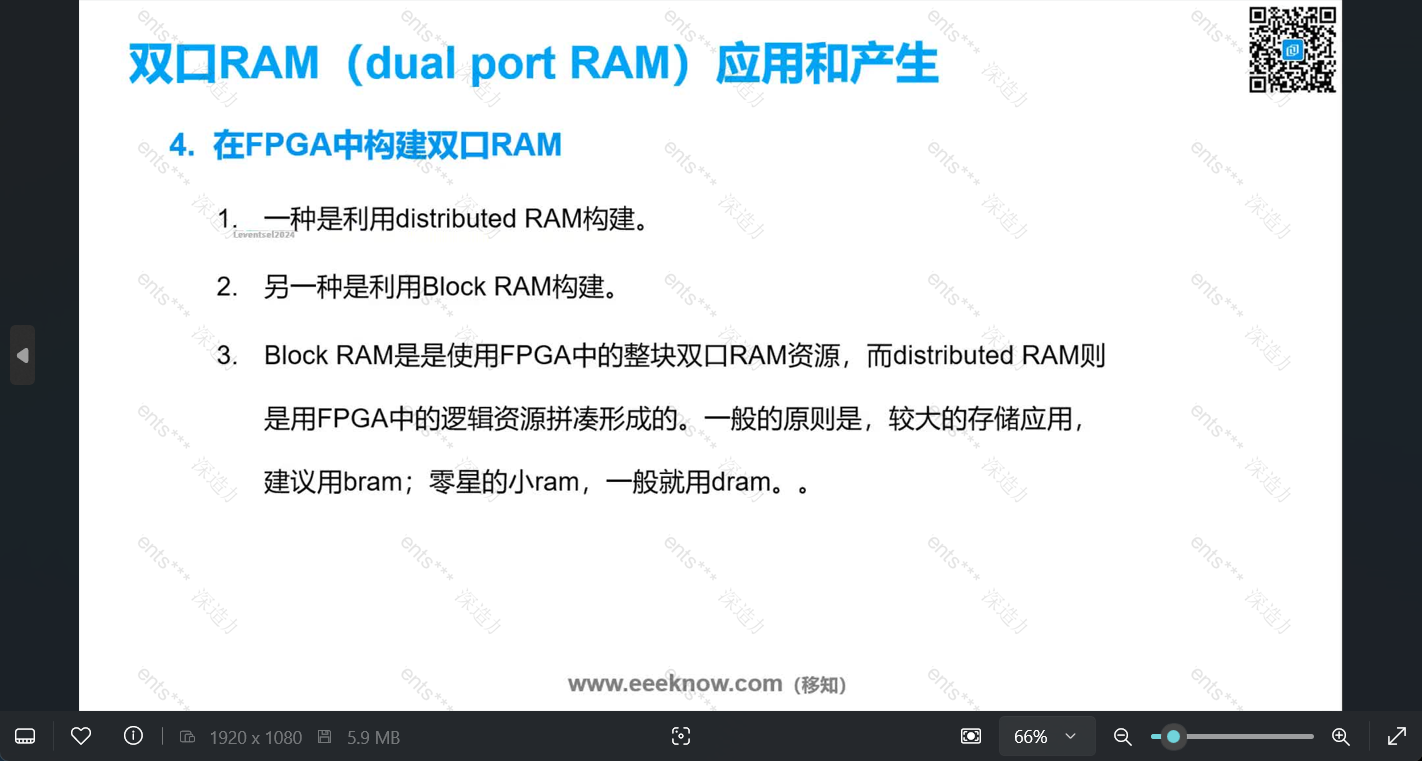 双口RAM（dual port RAM）应用和产生
4. 在FPGA中构建双口RAM
1. 一种是利用distributed RAM构建。
Leventsel2024
2. 另一种是利用Block RAM构建。
3. Block RAM是是使用FPGA中的整块双口RAM资源，而distributed RAM则
是用FPGA中的逻辑资源拼凑形成的。一般的原则是，较大的存储应用，
建议用bram；零星的小ram，一般就用dram。。
www.eeeknow.com（移知）
ents*** 深造力
1920 x 1080 5.9 MB 66%